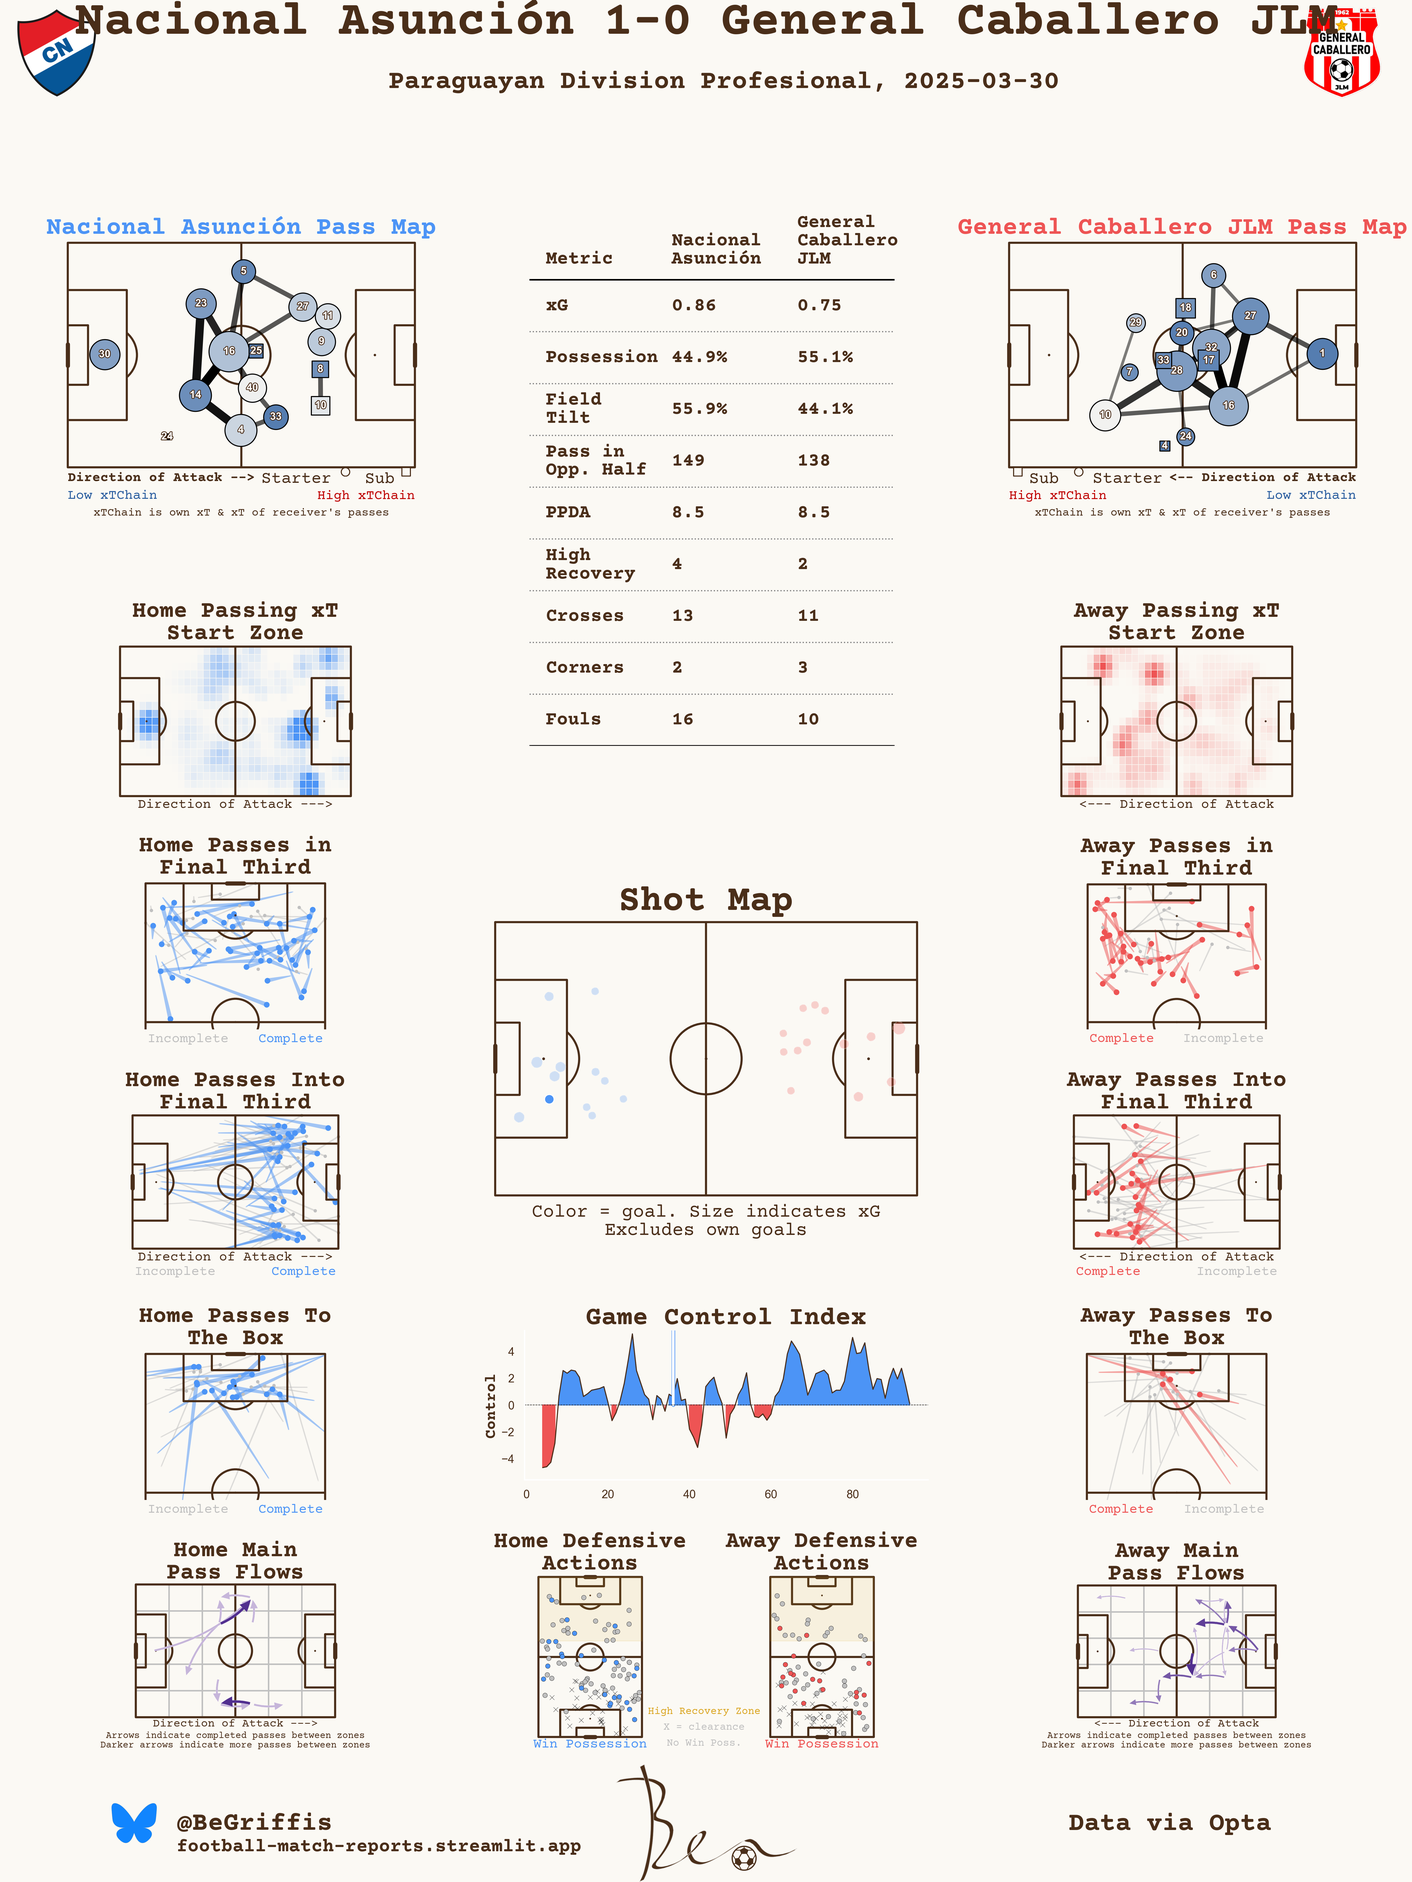 Nacional Asunción 1-0 General Caballero JLM
Paraguayan Division Profesional, 2025-03-30
CN
1962
GENERAL
CABALLERO
JLM
Nacional Asunción Pass Map
5
23
27
11
9
16
25
30
8
40
14
10
33
4
24
Direction of Attack --> Starter Sub
Low xTChain High xTChain
xTChain is own xT & xT of receiver's passes
Metric Nacional Asunción General Caballero JLM
xG 0.86 0.75
Possession 44.9% 55.1%
Field Tilt 55.9% 44.1%
Pass in Opp. Half 149 138
PPDA 8.5 8.5
High Recovery 4 2
Crosses 13 11
Corners 2 3
Fouls 16 10
General Caballero JLM Pass Map
6
18
27
29
20
32
1
33
17
7
28
16
10
24
4
Sub Starter <-- Direction of Attack
High xTChain Low xTChain
xTChain is own xT & xT of receiver's passes
Home Passing xT
Start Zone
Direction of Attack --->
Away Passing xT
Start Zone
<--- Direction of Attack
Home Passes in
Final Third
Incomplete Complete
Away Passes in
Final Third
Complete Incomplete
Shot Map
Color = goal. Size indicates xG
Excludes own goals
Home Passes Into
Final Third
Direction of Attack --->
Incomplete Complete
Away Passes Into
Final Third
<--- Direction of Attack
Complete Incomplete
Home Passes To
The Box
Incomplete Complete
Game Control Index
Control
4
2
0
−2
−4
0 20 40 60 80
Away Passes To
The Box
Complete Incomplete
Home Main
Pass Flows
Direction of Attack --->
Arrows indicate completed passes between zones
Darker arrows indicate more passes between zones
Home Defensive
Actions
Win Possession
Away Defensive
Actions
Win Possession
High Recovery Zone
X = clearance
No Win Poss.
Away Main
Pass Flows
<--- Direction of Attack
Arrows indicate completed passes between zones
Darker arrows indicate more passes between zones
@BeGriffis
football-match-reports.streamlit.app
Ben
Data via Opta